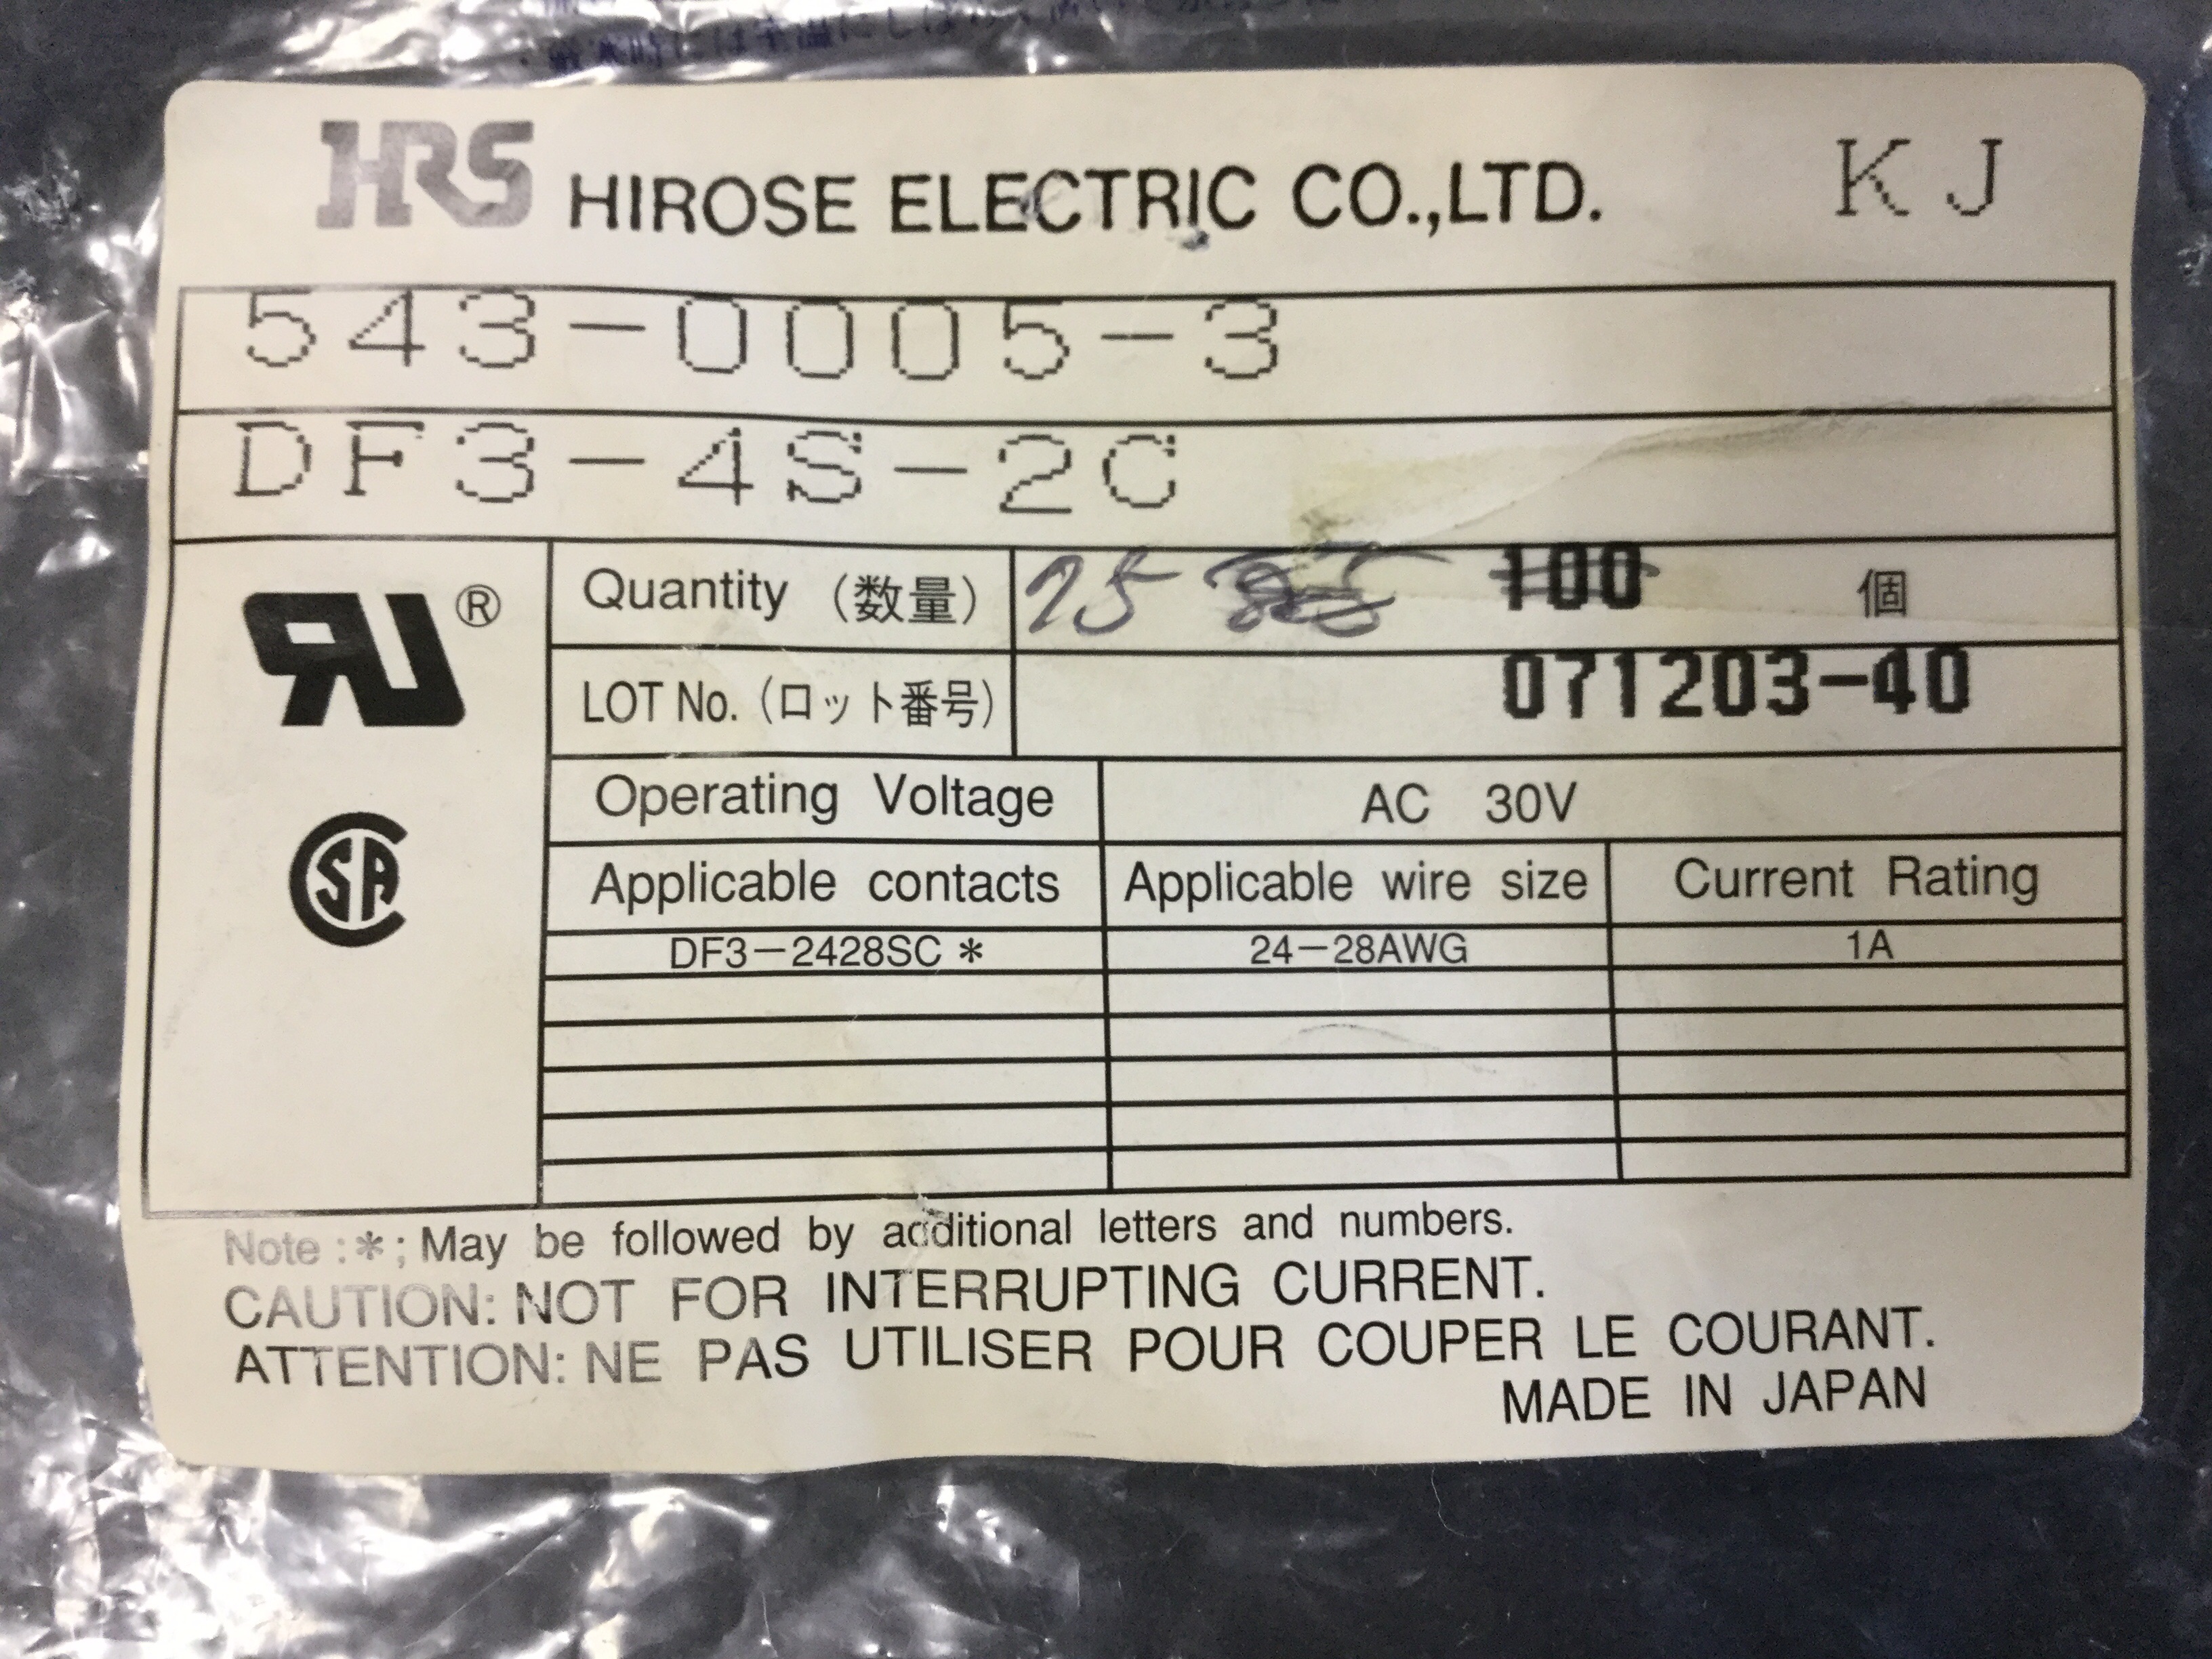 HRS HIROSE ELECTRIC CO.,LTD. KJ
543-0005-3
DF3-4S-2C
Quantity (数量) 75 100 個
LOT No. (ロット番号) 071203-40
Operating Voltage AC 30V
Applicable contacts Applicable wire size Current Rating
DF3-2428SC* 24-28AWG 1A
RU®
CSA
Note:*; May be followed by additional letters and numbers.
CAUTION: NOT FOR INTERRUPTING CURRENT.
ATTENTION: NE PAS UTILISER POUR COUPER LE COURANT.
MADE IN JAPAN